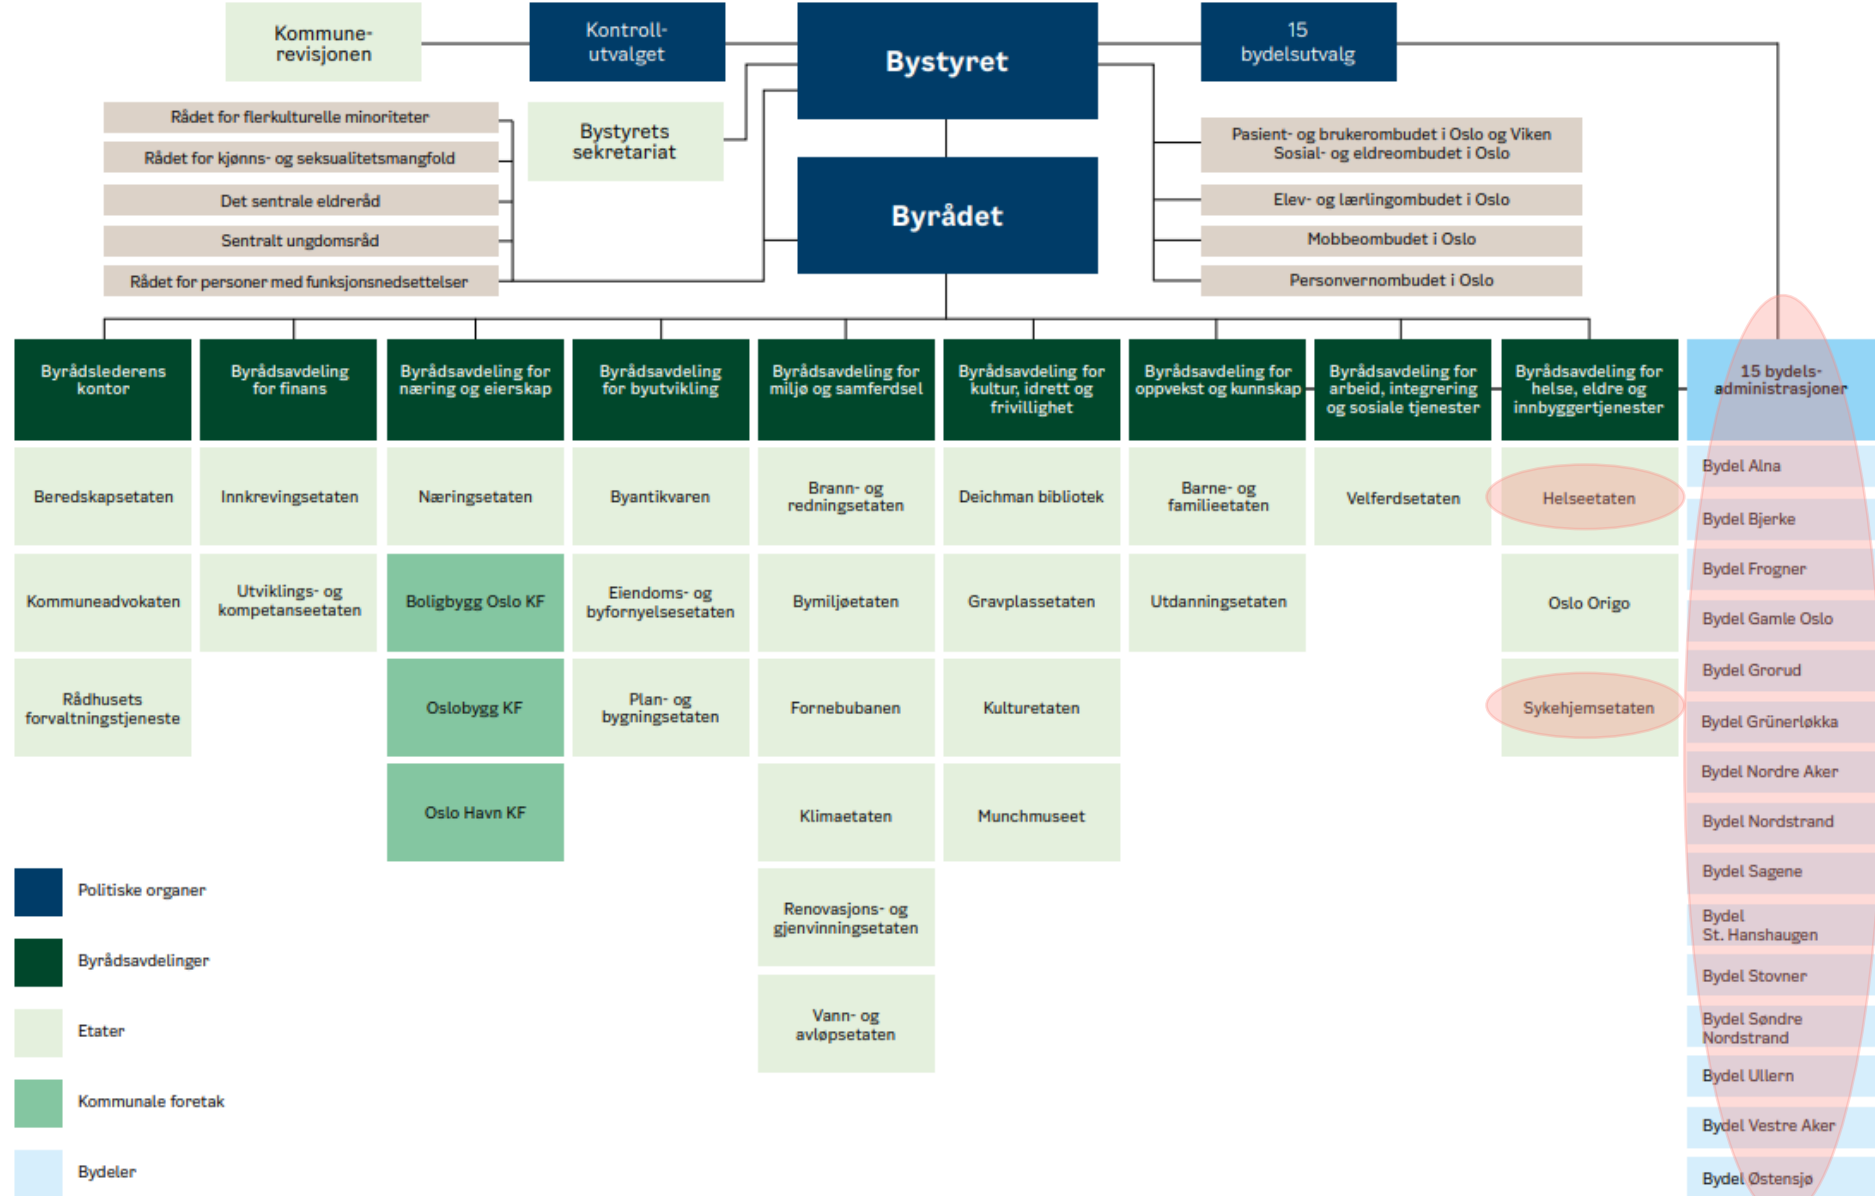 Kommune-
revisjonen
Kontroll-
utvalget
Bystyret
15
bydelsutvalg
Rådet for flerkulturelle minoriteter
Rådet for kjønns- og seksualitetsmangfold
Det sentrale eldreråd
Sentralt ungdomsråd
Rådet for personer med funksjonsnedsettelser
Bystyrets
sekretariat
Byrådet
Pasient- og brukerombudet i Oslo og Viken
Sosial- og eldreombudet i Oslo
Elev- og lærlingombudet i Oslo
Mobbeombudet i Oslo
Personvernombudet i Oslo
Byrådslederens
kontor
Beredskapsetaten
Kommuneadvokaten
Rådhusets
forvaltningstjeneste
Byrådsavdeling
for finans
Innkrevingsetaten
Utviklings- og
kompetanseetaten
Byrådsavdeling for
næring og eierskap
Næringsetaten
Boligbygg Oslo KF
Oslobygg KF
Oslo Havn KF
Byrådsavdeling
for byutvikling
Byantikvaren
Eiendoms- og
byfornyelsesetaten
Plan- og
bygningsetaten
Byrådsavdeling for
miljø og samferdsel
Brann- og
redningsetaten
Bymiljøetaten
Fornebubanen
Klimaetaten
Renovasjons- og
gjenvinningsetaten
Vann- og
avløpsetaten
Byrådsavdeling for
kultur, idrett og
frivillighet
Deichman bibliotek
Gravplassetaten
Kulturetaten
Munchmuseet
Byrådsavdeling for
oppvekst og kunnskap
Barne- og
familieetaten
Utdanningsetaten
Byrådsavdeling for
arbeid, integrering
og sosiale tjenester
Velferdsetaten
Byrådsavdeling for
helse, eldre og
innbyggertjenester
Helseetaten
Oslo Origo
Sykehjemsetaten
15 bydels-
administrasjoner
Bydel Alna
Bydel Bjerke
Bydel Frogner
Bydel Gamle Oslo
Bydel Grorud
Bydel Grünerløkka
Bydel Nordre Aker
Bydel Nordstrand
Bydel Sagene
Bydel
St. Hanshaugen
Bydel Stovner
Bydel Søndre
Nordstrand
Bydel Ullern
Bydel Vestre Aker
Bydel Østensjø
Politiske organer
Byrådsavdelinger
Etater
Kommunale foretak
Bydeler